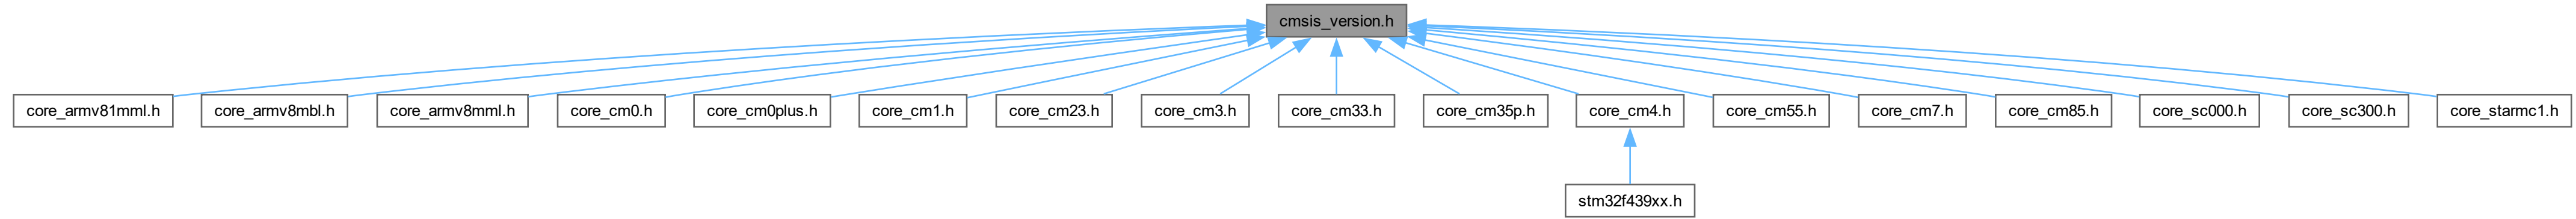 cmsis_version.h
core_armv81mml.h
core_armv8mbl.h
core_armv8mml.h
core_cm0.h
core_cm0plus.h
core_cm1.h
core_cm23.h
core_cm3.h
core_cm33.h
core_cm35p.h
core_cm4.h
core_cm55.h
core_cm7.h
core_cm85.h
core_sc000.h
core_sc300.h
core_starmc1.h
stm32f439xx.h